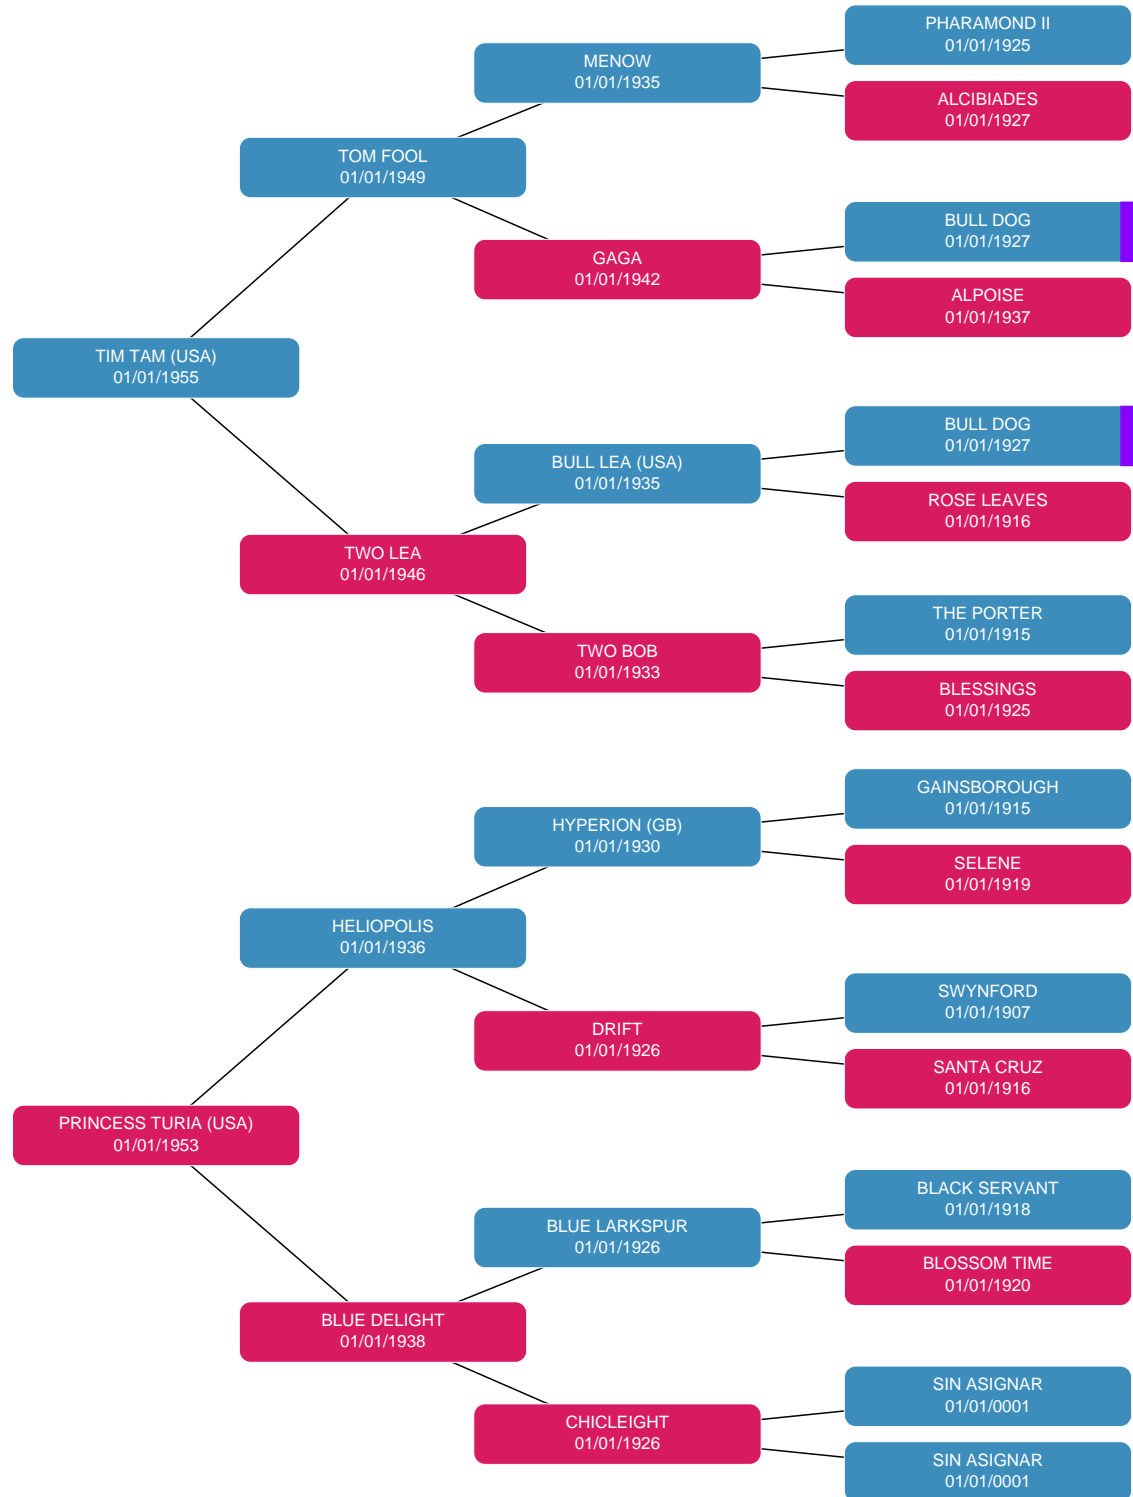 PHARAMOND II
01/01/1925
MENOW
01/01/1935
ALCIBIADES
01/01/1927
TOM FOOL
01/01/1949
BULL DOG
01/01/1927
GAGA
01/01/1942
ALPOISE
01/01/1937
TIM TAM (USA)
01/01/1955
BULL DOG
01/01/1927
BULL LEA (USA)
01/01/1935
ROSE LEAVES
01/01/1916
TWO LEA
01/01/1946
THE PORTER
01/01/1915
TWO BOB
01/01/1933
BLESSINGS
01/01/1925
GAINSBOROUGH
01/01/1915
HYPERION (GB)
01/01/1930
SELENE
01/01/1919
HELIOPOLIS
01/01/1936
SWYNFORD
01/01/1907
DRIFT
01/01/1926
SANTA CRUZ
01/01/1916
PRINCESS TURIA (USA)
01/01/1953
BLACK SERVANT
01/01/1918
BLUE LARKSPUR
01/01/1926
BLOSSOM TIME
01/01/1920
BLUE DELIGHT
01/01/1938
SIN ASIGNAR
01/01/0001
CHICLEIGHT
01/01/1926
SIN ASIGNAR
01/01/0001